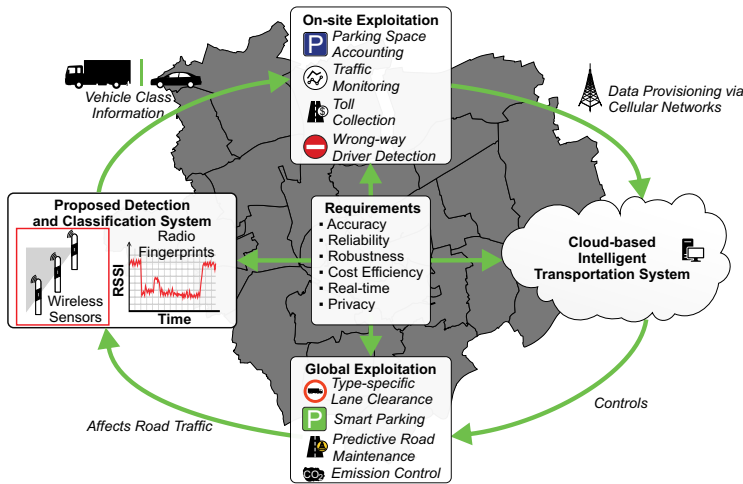 On-site Exploitation
P
Parking Space
Accounting
Traffic
Monitoring
$
Toll
Collection
Wrong-way
Driver Detection
Vehicle Class
Information
Data Provisioning via
Cellular Networks
Proposed Detection
and Classification System
Radio
Fingerprints
RSSI
Wireless
Sensors
Time
Requirements
▪ Accuracy
▪ Reliability
▪ Robustness
▪ Cost Efficiency
▪ Real-time
▪ Privacy
Cloud-based
Intelligent
Transportation System
Global Exploitation
Type-specific
Lane Clearance
P
Smart Parking
Predictive Road
Maintenance
CO2
Emission Control
Affects Road Traffic
Controls